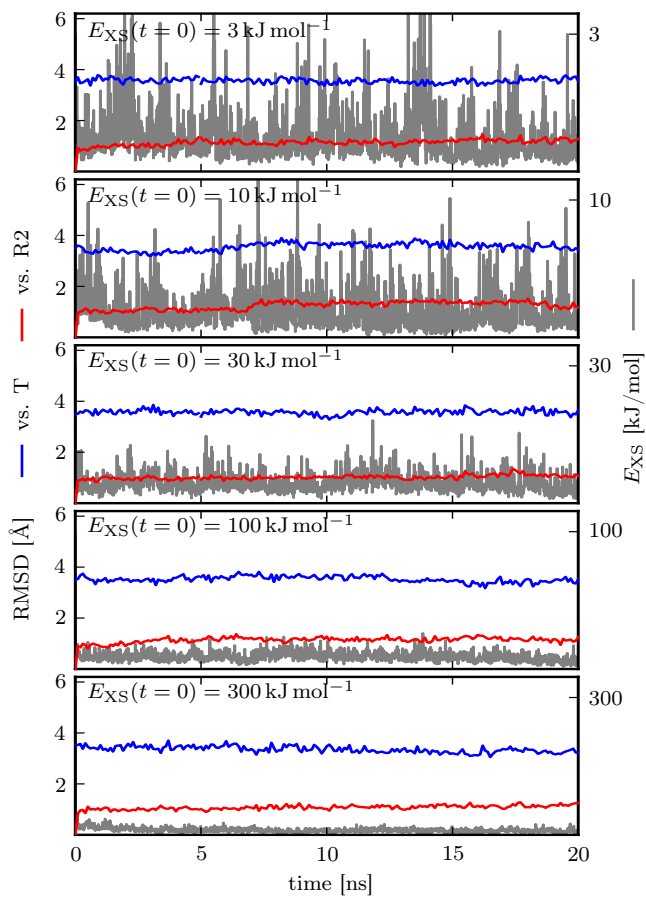 6
4
2
E_XS(t = 0) = 3 kJ mol⁻¹
3
6
4
2
E_XS(t = 0) = 10 kJ mol⁻¹
10
6
4
2
E_XS(t = 0) = 30 kJ mol⁻¹
30
6
4
2
E_XS(t = 0) = 100 kJ mol⁻¹
100
6
4
2
E_XS(t = 0) = 300 kJ mol⁻¹
300
0 5 10 15 20
time [ns]
RMSD [Å] vs. T vs. R2
E_XS [kJ/mol]